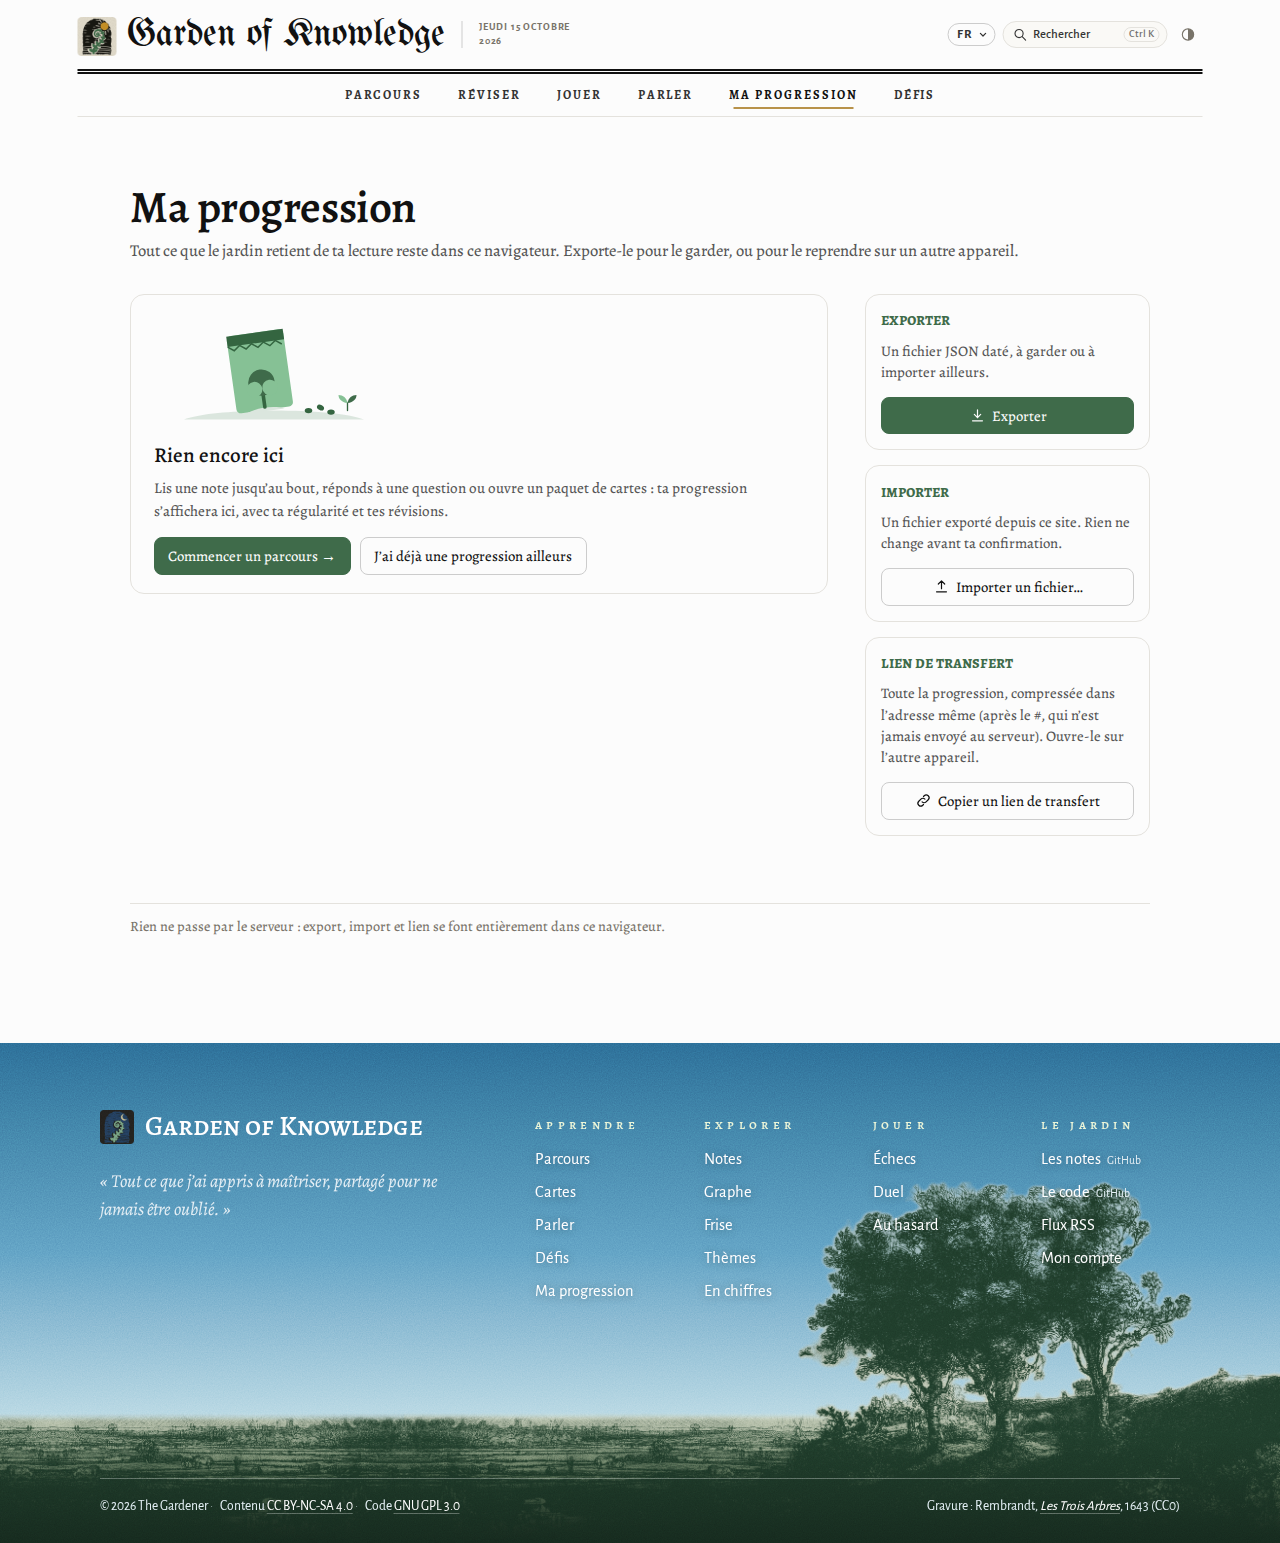 Garden of Knowledge
JEUDI 15 OCTOBRE
2026
FR
Rechercher
Ctrl K
PARCOURS
RÉVISER
JOUER
PARLER
MA PROGRESSION
DÉFIS
Ma progression
Tout ce que le jardin retient de ta lecture reste dans ce navigateur. Exporte-le pour le garder, ou pour le reprendre sur un autre appareil.
Rien encore ici
Lis une note jusqu'au bout, réponds à une question ou ouvre un paquet de cartes : ta progression
s'affichera ici, avec ta régularité et tes révisions.
Commencer un parcours →
J'ai déjà une progression ailleurs
EXPORTER
Un fichier JSON daté, à garder ou à
importer ailleurs.
Exporter
IMPORTER
Un fichier exporté depuis ce site. Rien ne
change avant ta confirmation.
Importer un fichier…
LIEN DE TRANSFERT
Toute la progression, compressée dans
l'adresse même (après le #, qui n'est
jamais envoyé au serveur). Ouvre-le sur
l'autre appareil.
Copier un lien de transfert
Rien ne passe par le serveur : export, import et lien se font entièrement dans ce navigateur.
Garden of Knowledge
« Tout ce que j'ai appris à maîtriser, partagé pour ne
jamais être oublié. »
APPRENDRE
Parcours
Cartes
Parler
Défis
Ma progression
EXPLORER
Notes
Graphe
Frise
Thèmes
En chiffres
JOUER
Échecs
Duel
Au hasard
LE JARDIN
Les notes GitHub
Le code GitHub
Flux RSS
Mon compte
© 2026 The Gardener · Contenu CC BY-NC-SA 4.0 · Code GNU GPL 3.0
Gravure : Rembrandt, Les Trois Arbres, 1643 (CC0)